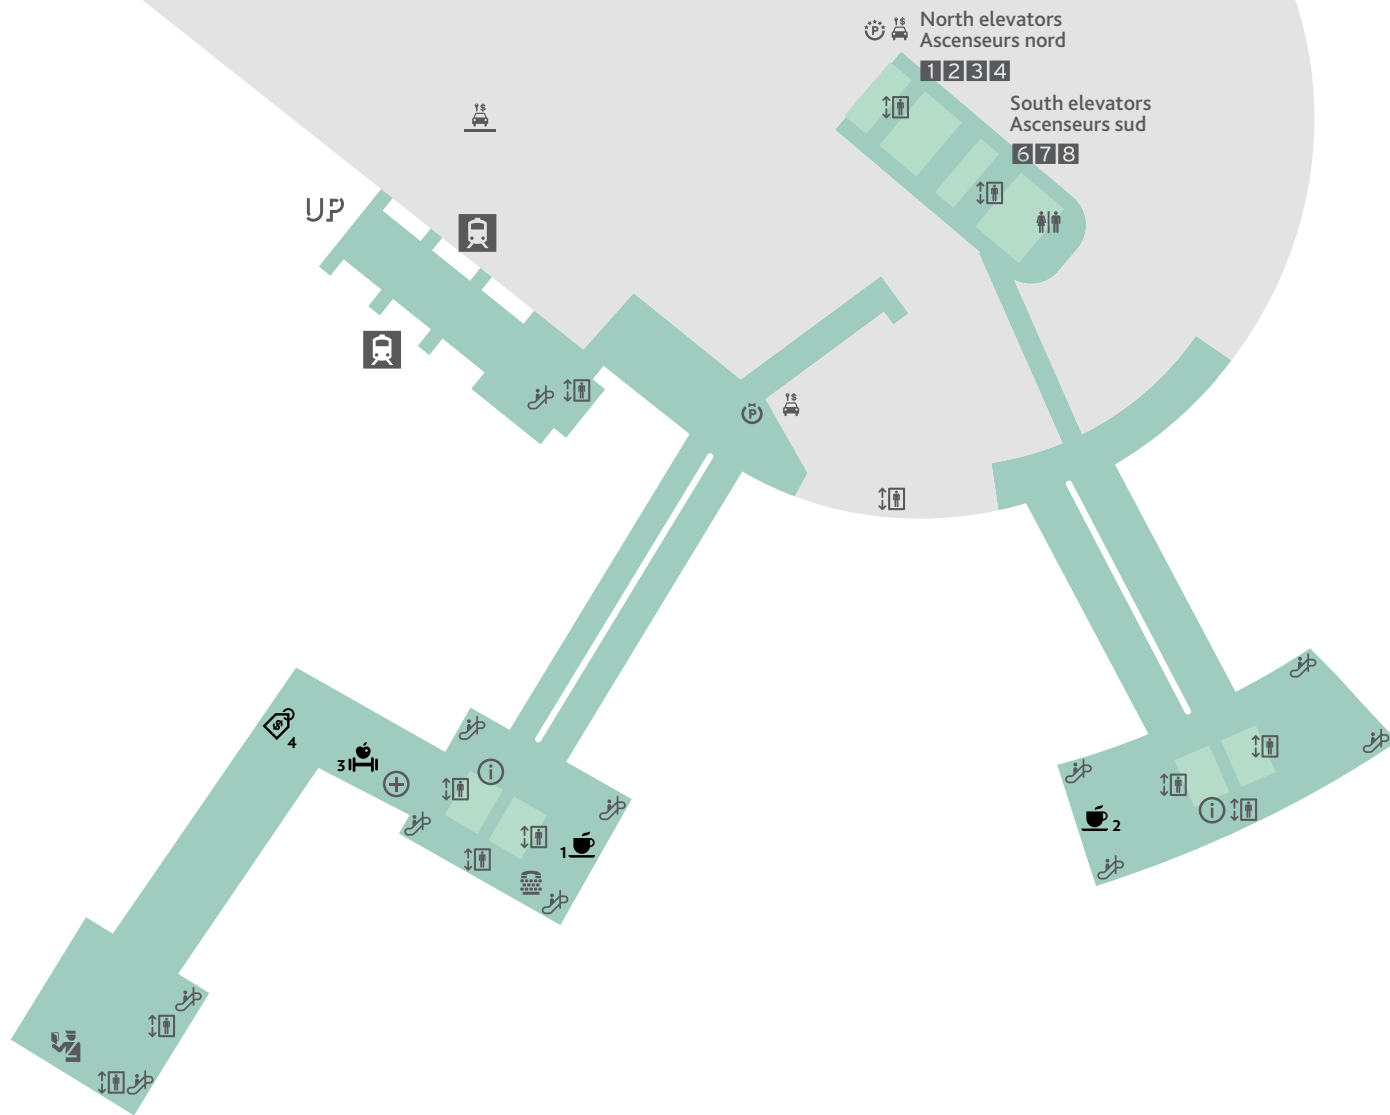 North elevators
Ascenseurs nord
1 2 3 4
South elevators
Ascenseurs sud
6 7 8
UP
P
P
4
3
1
2